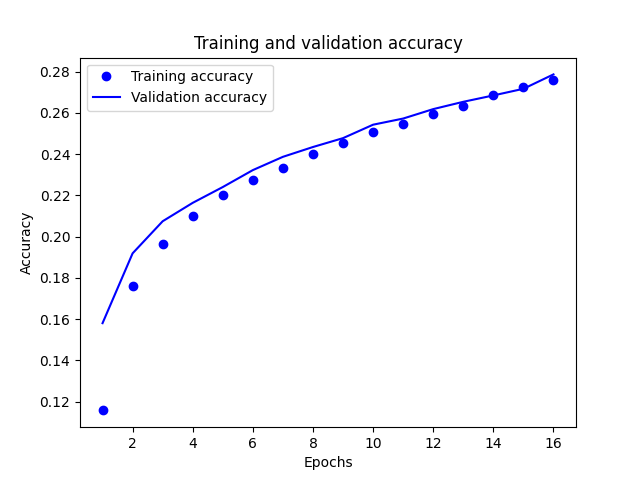 Training and validation accuracy
Training accuracy
Validation accuracy
Accuracy
0.28
0.26
0.24
0.22
0.20
0.18
0.16
0.14
0.12
2 4 6 8 10 12 14 16
Epochs